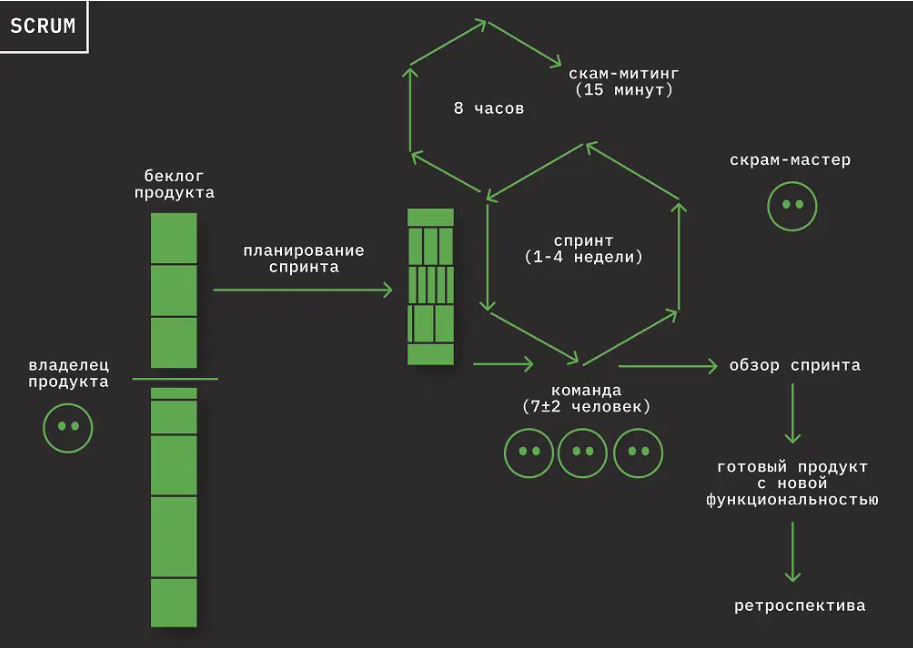 SCRUM
скам-митинг
(15 минут)
8 часов
скрам-мастер
беклог
продукта
планирование
спринта
спринт
(1-4 недели)
владелец
продукта
обзор спринта
команда
(7±2 человек)
готовый продукт
с новой
функциональностью
ретроспектива